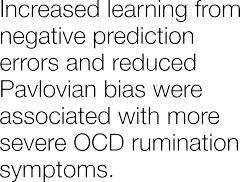 Increased learning from
negative prediction
errors and reduced
Pavlovian bias were
associated with more
severe OCD rumination
symptoms.